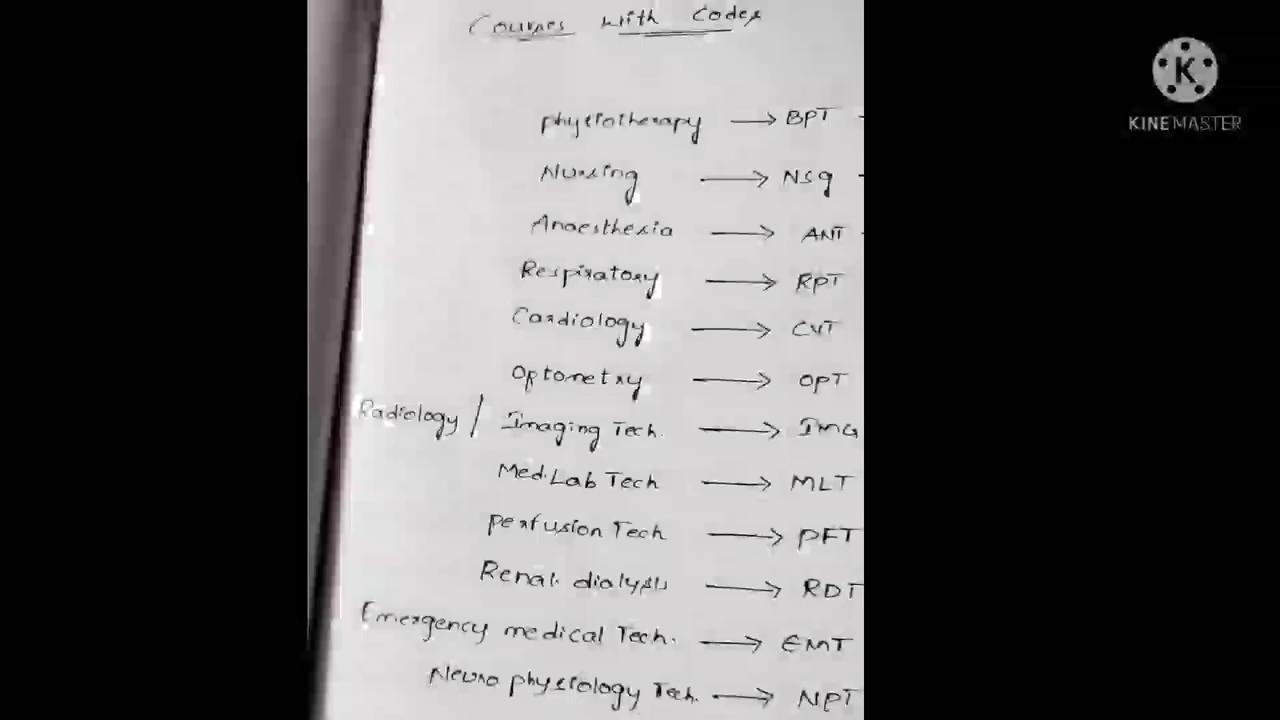 Courses with Codes
physiotherapy → BPT
Nursing → NSg
Anaesthesia → ANT
Respiratory → RPT
Cardiology → CVT
Optometry → OPT
Radiology / Imaging Tech. → IMG
Med.Lab Tech → MLT
perfusion Tech → PFT
Renal. dialysis → RDT
Emergency medical Tech. → EMT
Neuro physiology Tech. → NPT
K
KINEMASTER